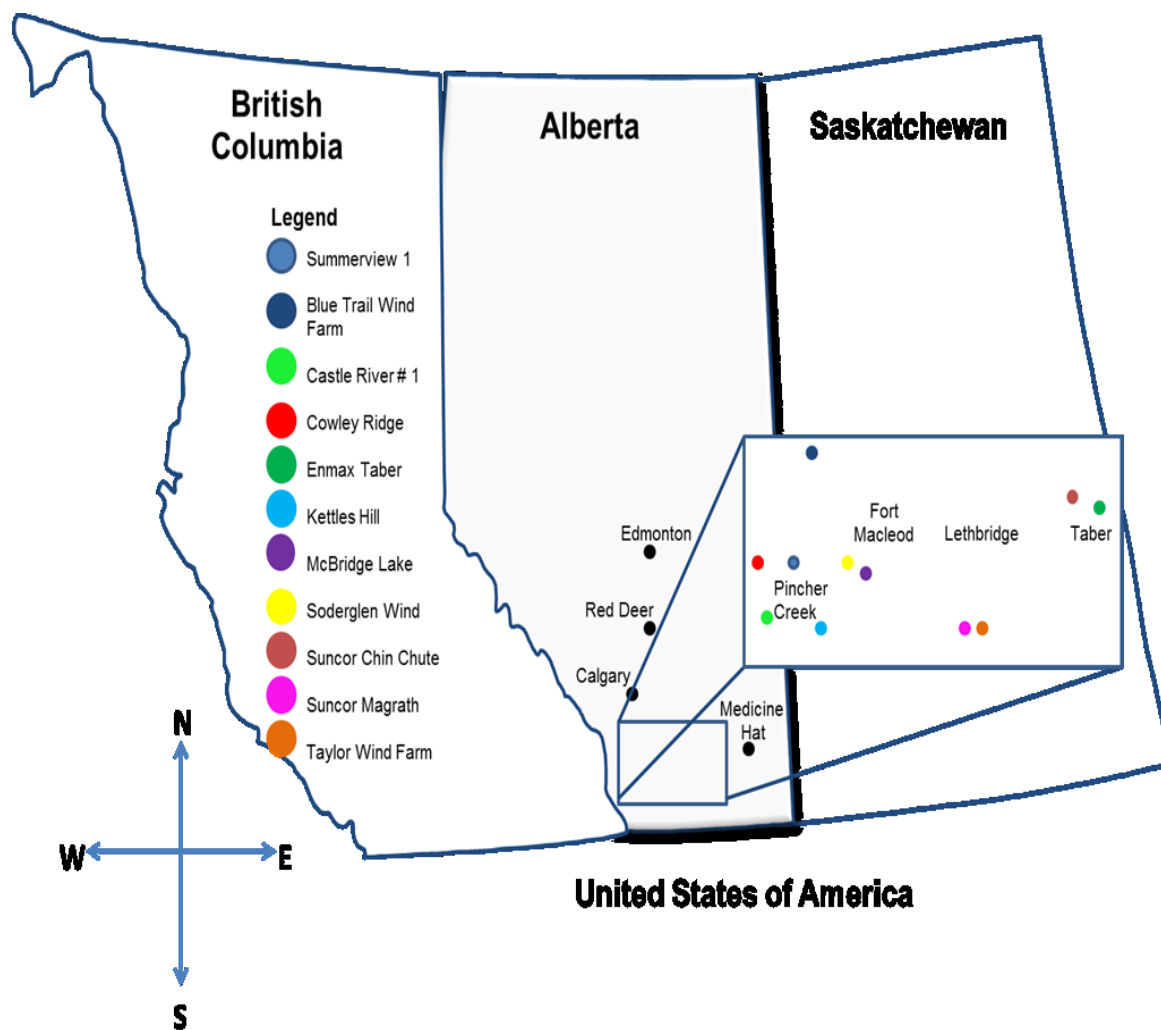 British
Columbia
Alberta
Saskatchewan
Legend
Summerview 1
Blue Trail Wind
Farm
Castle River # 1
Cowley Ridge
Enmax Taber
Kettles Hill
McBridge Lake
Soderglen Wind
Suncor Chin Chute
Suncor Magrath
Taylor Wind Farm
Edmonton
Red Deer
Calgary
Medicine
Hat
Fort
Macleod
Lethbridge
Taber
Pincher
Creek
N
W
E
S
United States of America